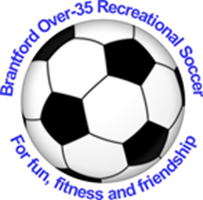 Brantford Over-35 Recreational Soccer
For fun, fitness and friendship